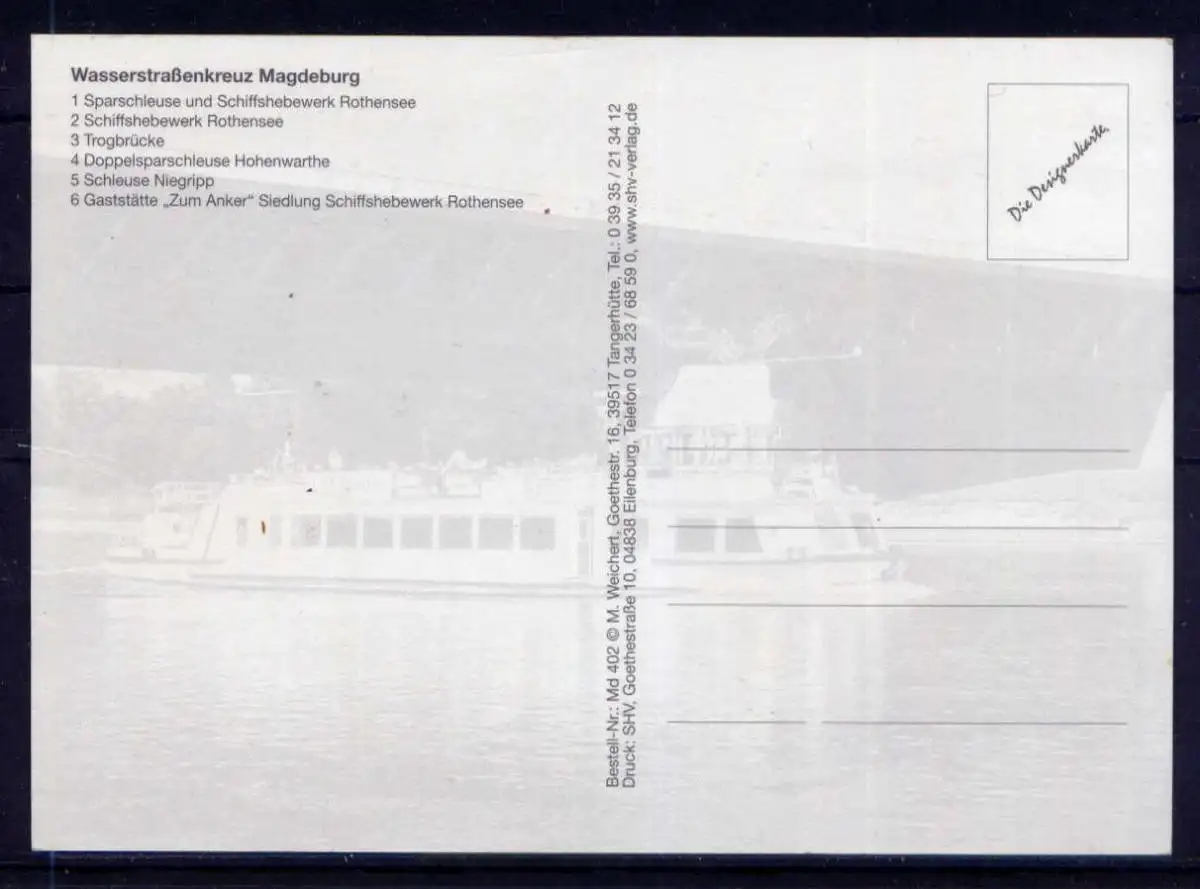 Wasserstraßenkreuz Magdeburg
1 Sparschleuse und Schiffshebewerk Rothensee
2 Schiffshebewerk Rothensee
3 Trogbrücke
4 Doppelsparschleuse Hohenwarthe
5 Schleuse Niegripp
6 Gaststätte „Zum Anker“ Siedlung Schiffshebewerk Rothensee
Bestell-Nr.: Md 402 © M. Weichert, Goethestr. 16, 39517 Tangerhütte, Tel.: 0 39 35 / 21 34 12
Druck: SHV, Goethestraße 10, 04838 Eilenburg, Telefon 0 34 23 / 68 59 0, www.shv-verlag.de
Die Designerkarte